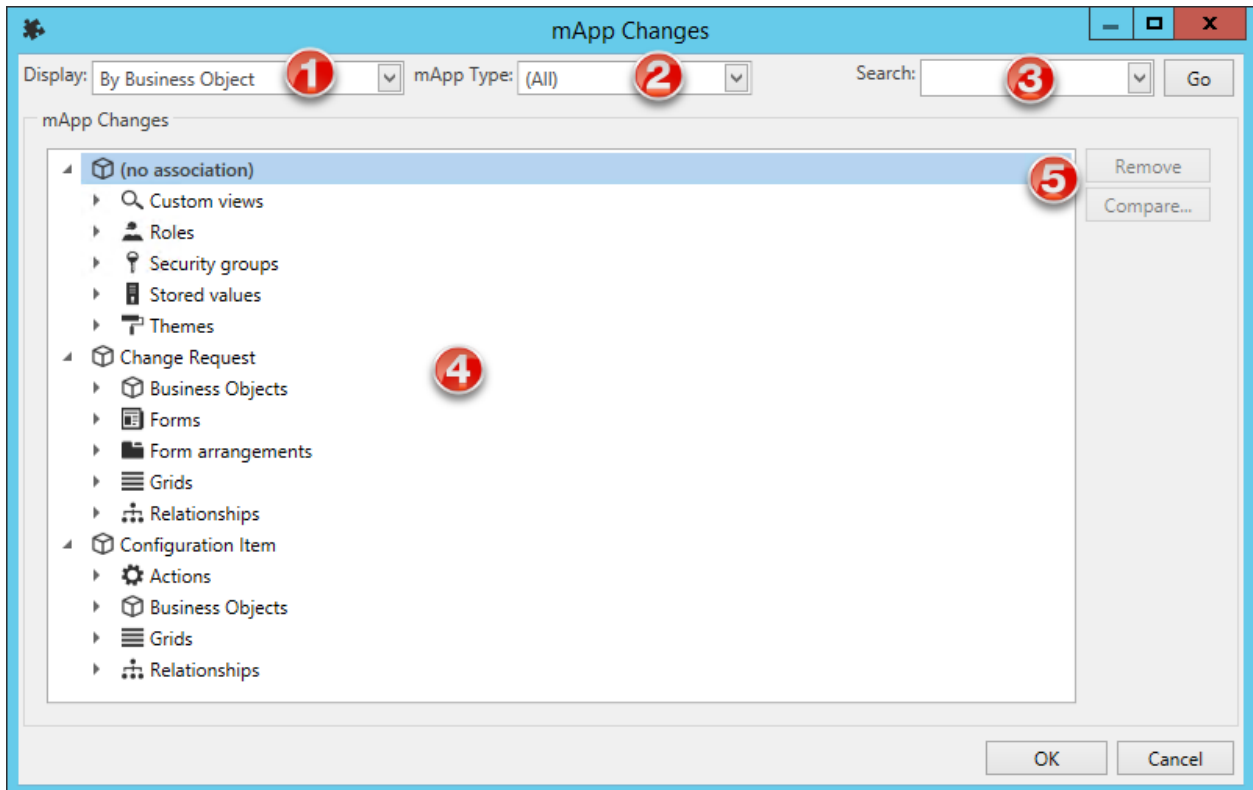 mApp Changes
Display: By Business Object 1 mApp Type: (All) 2 Search: 3 Go
mApp Changes
(no association) 5 Remove
Custom views Compare...
Roles
Security groups
Stored values
Themes
Change Request
Business Objects 4
Forms
Form arrangements
Grids
Relationships
Configuration Item
Actions
Business Objects
Grids
Relationships
OK Cancel